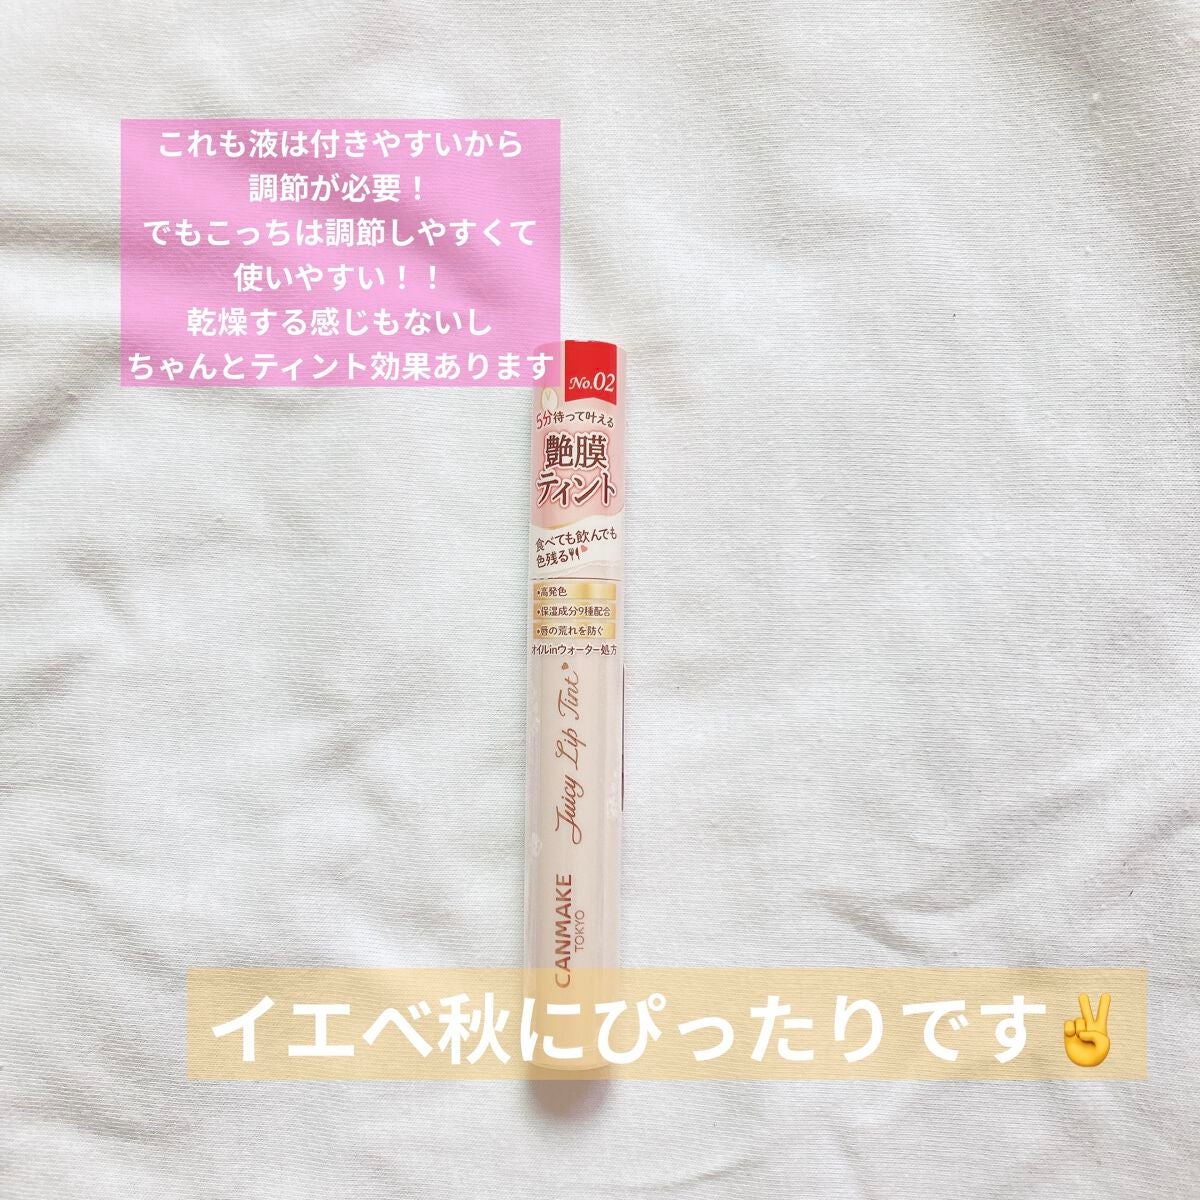 これも液は付きやすいから
調節が必要！
でもこっちは調節しやすくて
使いやすい！！
乾燥する感じもないし
ちゃんとティント効果あります
No.02
5分待って叶える
艶膜
ティント
食べても飲んでも
色残る
•高発色
•保湿成分9種配合
•唇の荒れを防ぐ
オイルinウォーター処方
Juicy Lip Tint
CANMAKE
TOKYO
イエベ秋にぴったりです✌